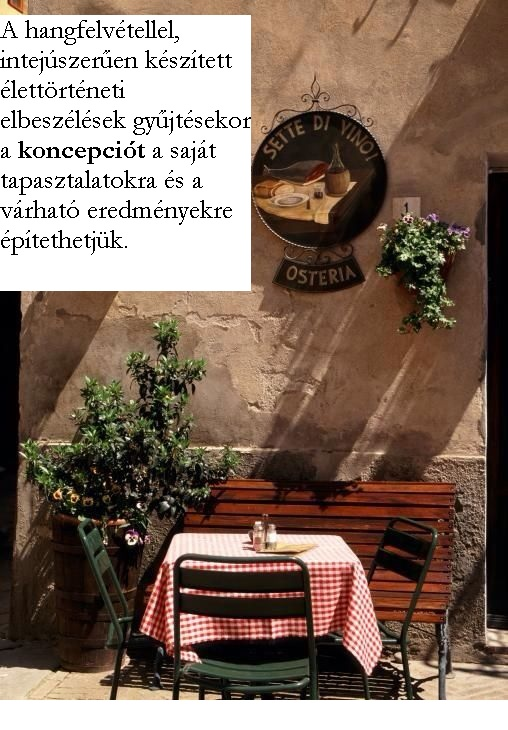 A hangfelvétellel,
intejúszerűen készített
élettörténeti
elbeszélések gyűjtésekor
a koncepciót a saját
tapasztalatokra és a
várható eredményekre
építethetjük.
SETTE DI VINO!
1
OSTERIA